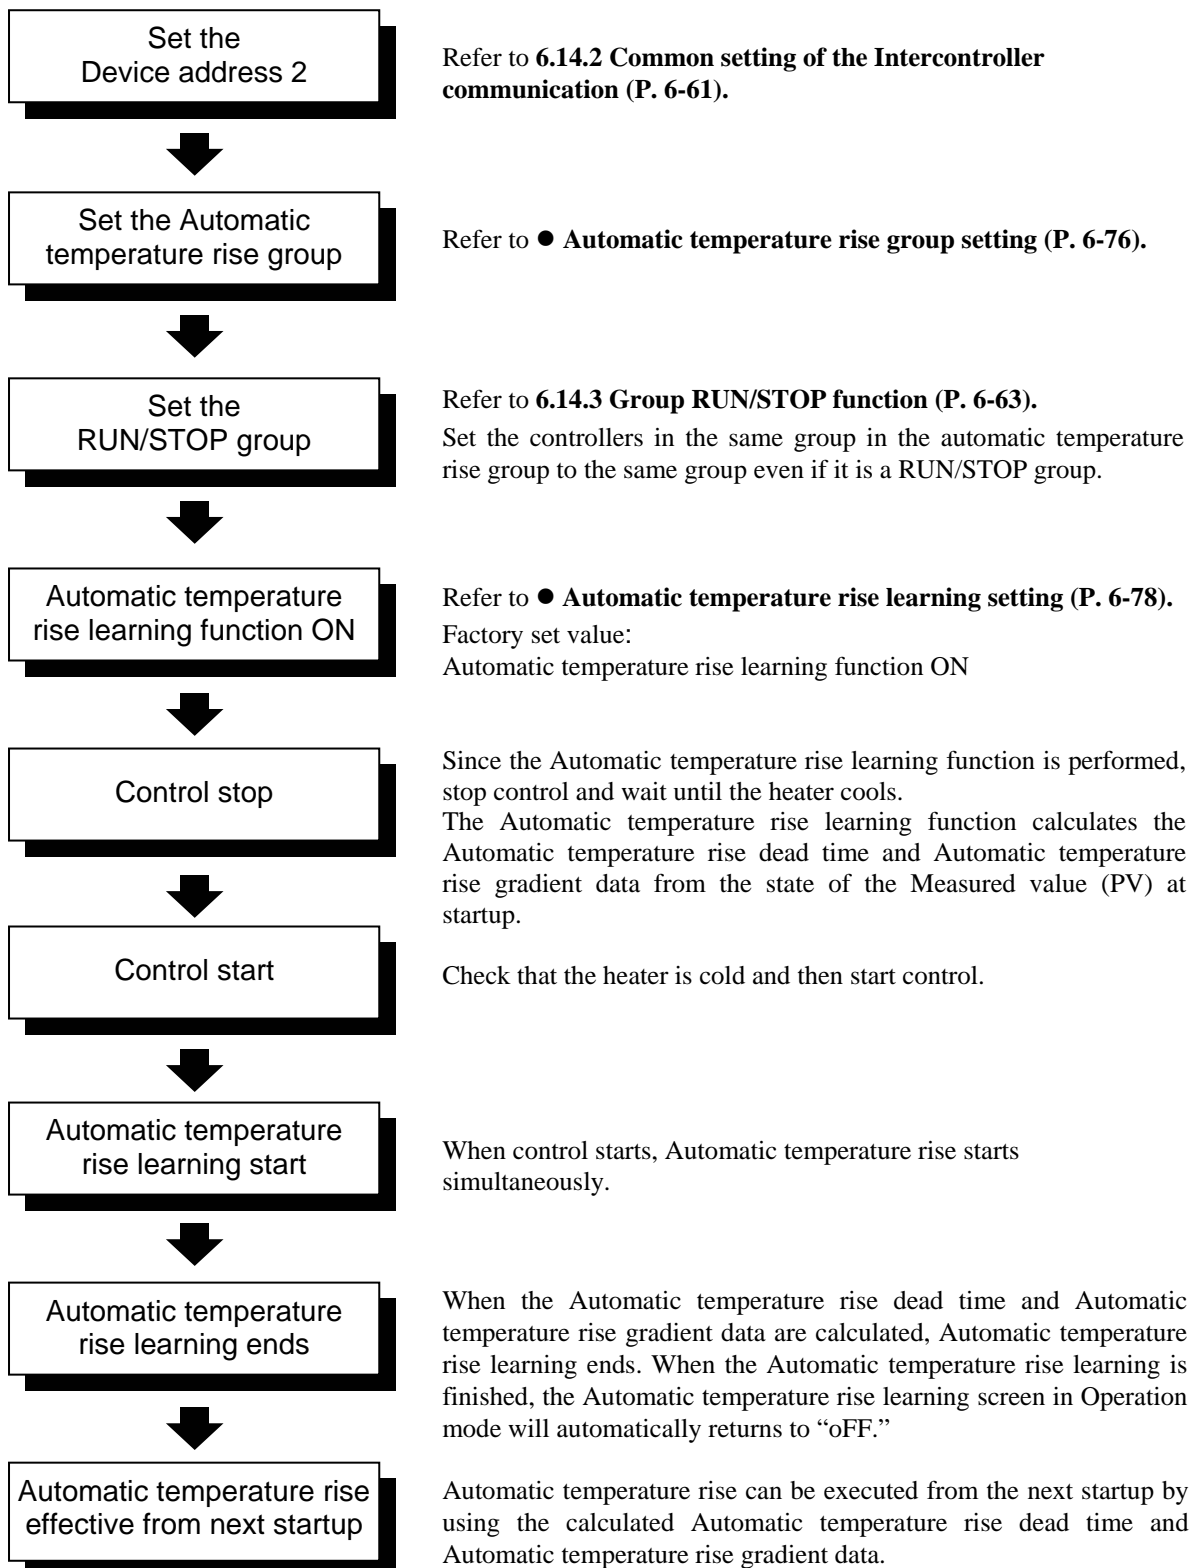 Set the
Device address 2
Refer to 6.14.2 Common setting of the Intercontroller
communication (P. 6-61).
Set the Automatic
temperature rise group
Refer to ● Automatic temperature rise group setting (P. 6-76).
Set the
RUN/STOP group
Refer to 6.14.3 Group RUN/STOP function (P. 6-63).
Set the controllers in the same group in the automatic temperature
rise group to the same group even if it is a RUN/STOP group.
Automatic temperature
rise learning function ON
Refer to ● Automatic temperature rise learning setting (P. 6-78).
Factory set value:
Automatic temperature rise learning function ON
Control stop
Since the Automatic temperature rise learning function is performed,
stop control and wait until the heater cools.
The Automatic temperature rise learning function calculates the
Automatic temperature rise dead time and Automatic temperature
rise gradient data from the state of the Measured value (PV) at
startup.
Control start
Check that the heater is cold and then start control.
Automatic temperature
rise learning start
When control starts, Automatic temperature rise starts
simultaneously.
Automatic temperature
rise learning ends
When the Automatic temperature rise dead time and Automatic
temperature rise gradient data are calculated, Automatic temperature
rise learning ends. When the Automatic temperature rise learning is
finished, the Automatic temperature rise learning screen in Operation
mode will automatically returns to “oFF.”
Automatic temperature rise
effective from next startup
Automatic temperature rise can be executed from the next startup by
using the calculated Automatic temperature rise dead time and
Automatic temperature rise gradient data.